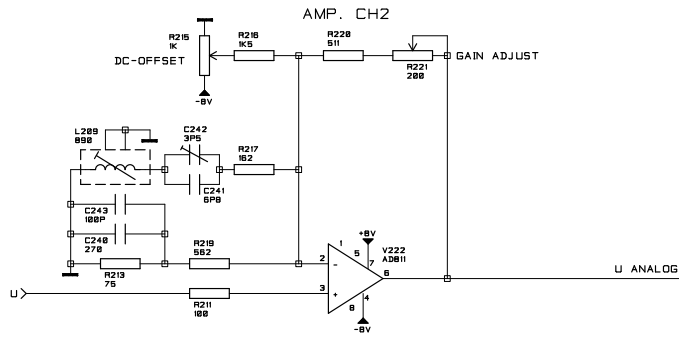 AMP. CH2
R215
1K
R216
1K5
R220
511
R221
200
GAIN ADJUST
DC-OFFSET
-8V
L209
890
C242
3P5
R217
162
C241
6P8
C243
100P
C240
270
R213
75
R219
562
+8V
V222
AD811
1
5
7
2
-
6
3
+
8
4
-8V
U ANALOG
U
R211
100